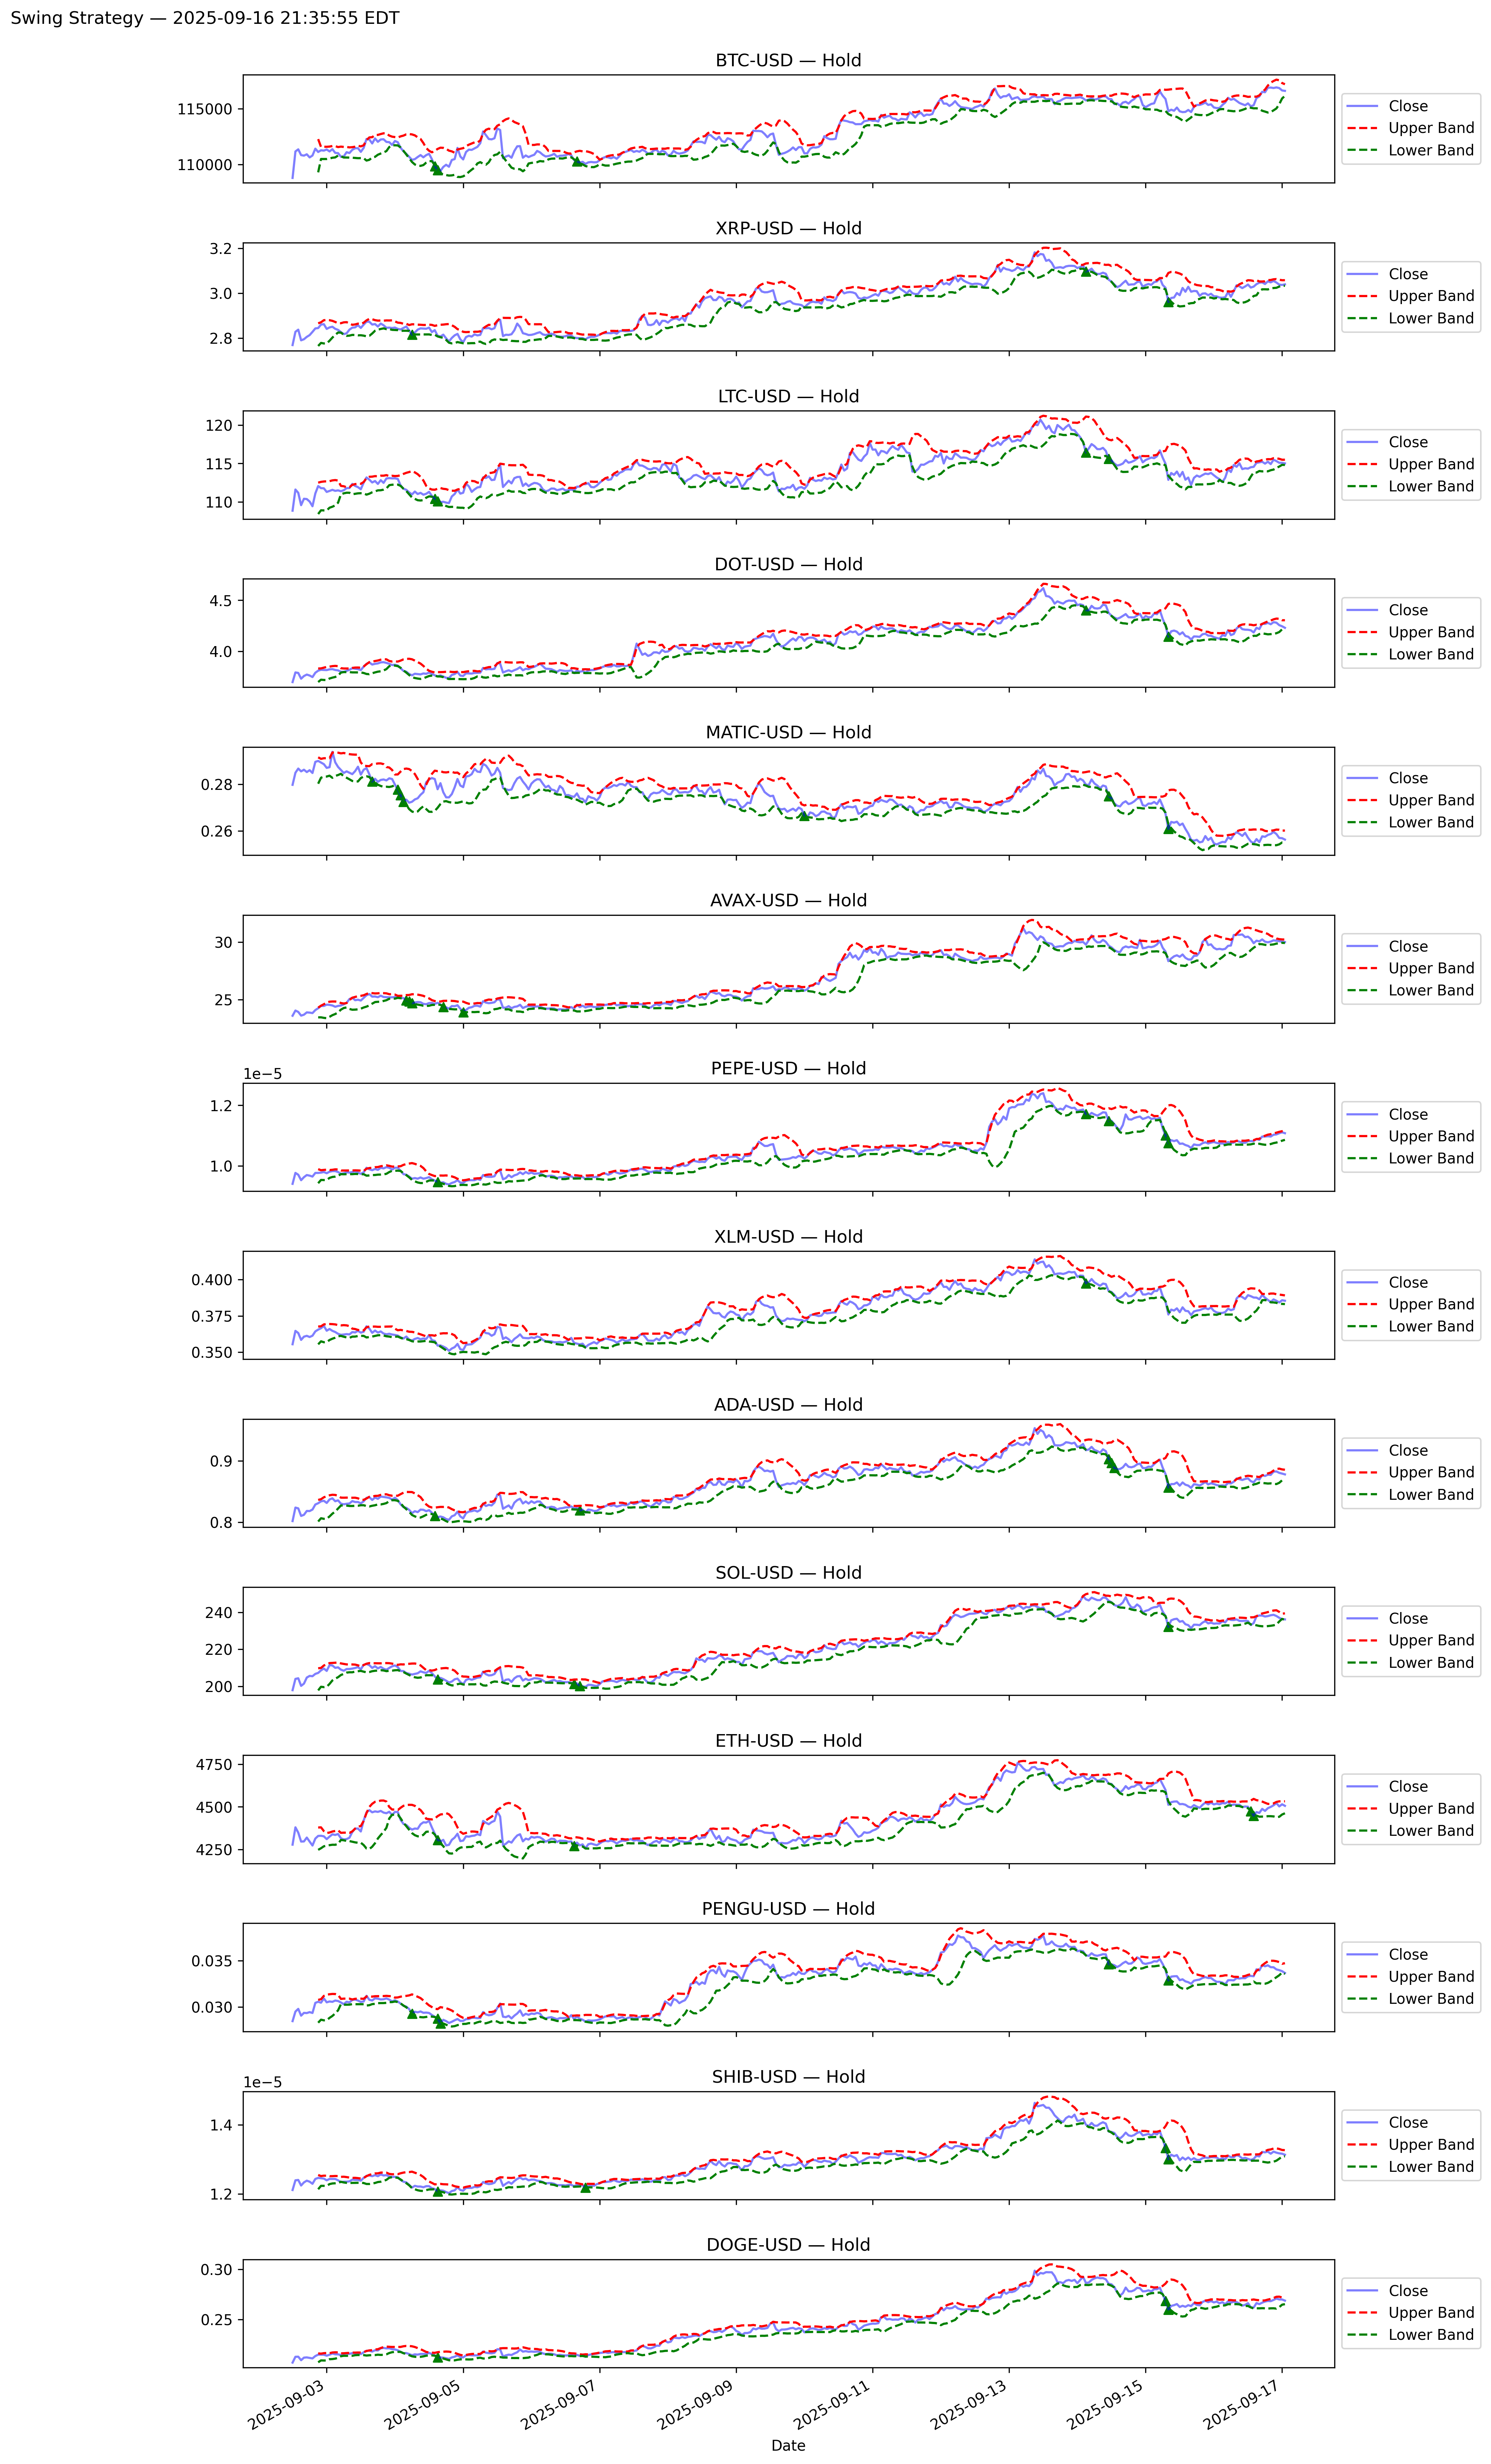 Swing Strategy — 2025-09-16 21:35:55 EDT
BTC-USD — Hold
115000
110000
Close
Upper Band
Lower Band
XRP-USD — Hold
3.2
3.0
2.8
Close
Upper Band
Lower Band
LTC-USD — Hold
120
115
110
Close
Upper Band
Lower Band
DOT-USD — Hold
4.5
4.0
Close
Upper Band
Lower Band
MATIC-USD — Hold
0.28
0.26
Close
Upper Band
Lower Band
AVAX-USD — Hold
30
25
Close
Upper Band
Lower Band
PEPE-USD — Hold
1e−5
1.2
1.0
Close
Upper Band
Lower Band
XLM-USD — Hold
0.400
0.375
0.350
Close
Upper Band
Lower Band
ADA-USD — Hold
0.9
0.8
Close
Upper Band
Lower Band
SOL-USD — Hold
240
220
200
Close
Upper Band
Lower Band
ETH-USD — Hold
4750
4500
4250
Close
Upper Band
Lower Band
PENGU-USD — Hold
0.035
0.030
Close
Upper Band
Lower Band
SHIB-USD — Hold
1e−5
1.4
1.2
Close
Upper Band
Lower Band
DOGE-USD — Hold
0.30
0.25
Close
Upper Band
Lower Band
2025-09-03
2025-09-05
2025-09-07
2025-09-09
2025-09-11
2025-09-13
2025-09-15
2025-09-17
Date